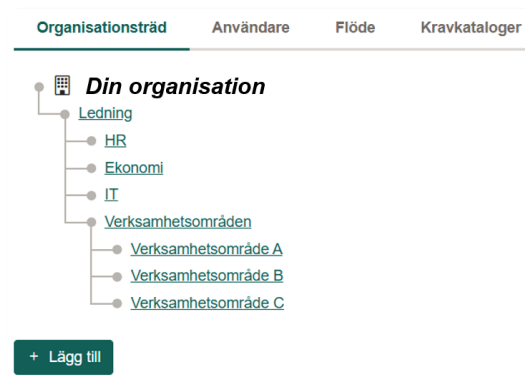 Organisationsträd Användare Flöde Kravkataloger
Din organisation
Ledning
HR
Ekonomi
IT
Verksamhetsområden
Verksamhetsområde A
Verksamhetsområde B
Verksamhetsområde C
+ Lägg till